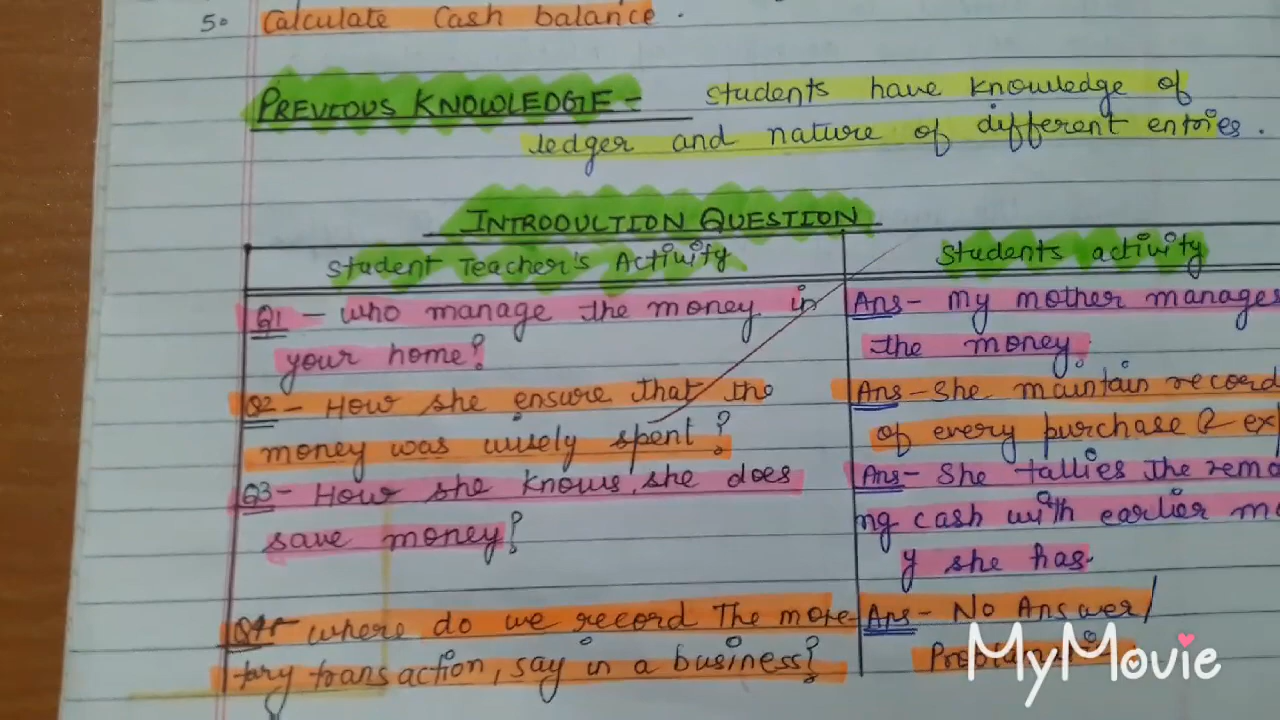 5. Calculate Cash balance.
PREVEOUS KNOWLEDGE - Students have knowledge of
ledger and nature of different entries.
INTRODUCTION QUESTION
Student Teacher's Activity
Students activity
Q1 - who manage the money in
your home?
Ans- My mother manages
the money.
Q2 - How she ensure that the
money was wisely spent?
Ans- She maintain record
of every purchase & exp
Q3- How she knows, she does
save money?
Ans- She tallies the rema
ng cash with earlier mo
y she has.
Q4- where do we record The mone-
tary transaction, say in a business?
Ans- No Answer/
MyMovie